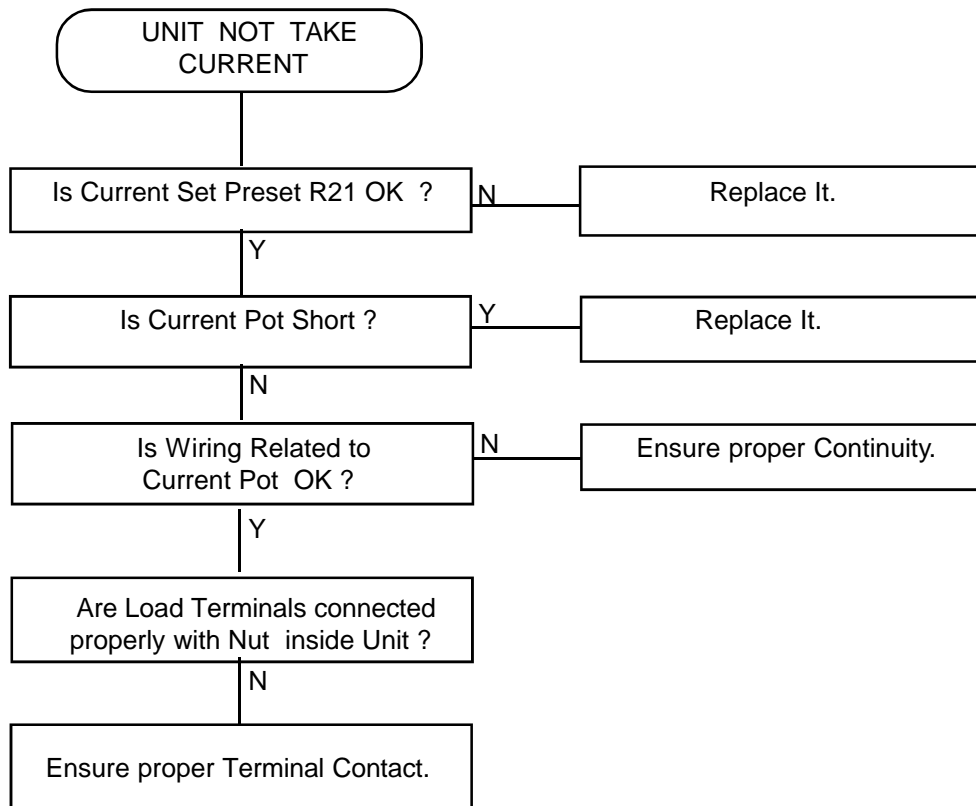 UNIT NOT TAKE
CURRENT
Is Current Set Preset R21 OK ?
N
Replace It.
Y
Is Current Pot Short ?
Y
Replace It.
N
Is Wiring Related to
Current Pot OK ?
N
Ensure proper Continuity.
Y
Are Load Terminals connected
properly with Nut inside Unit ?
N
Ensure proper Terminal Contact.